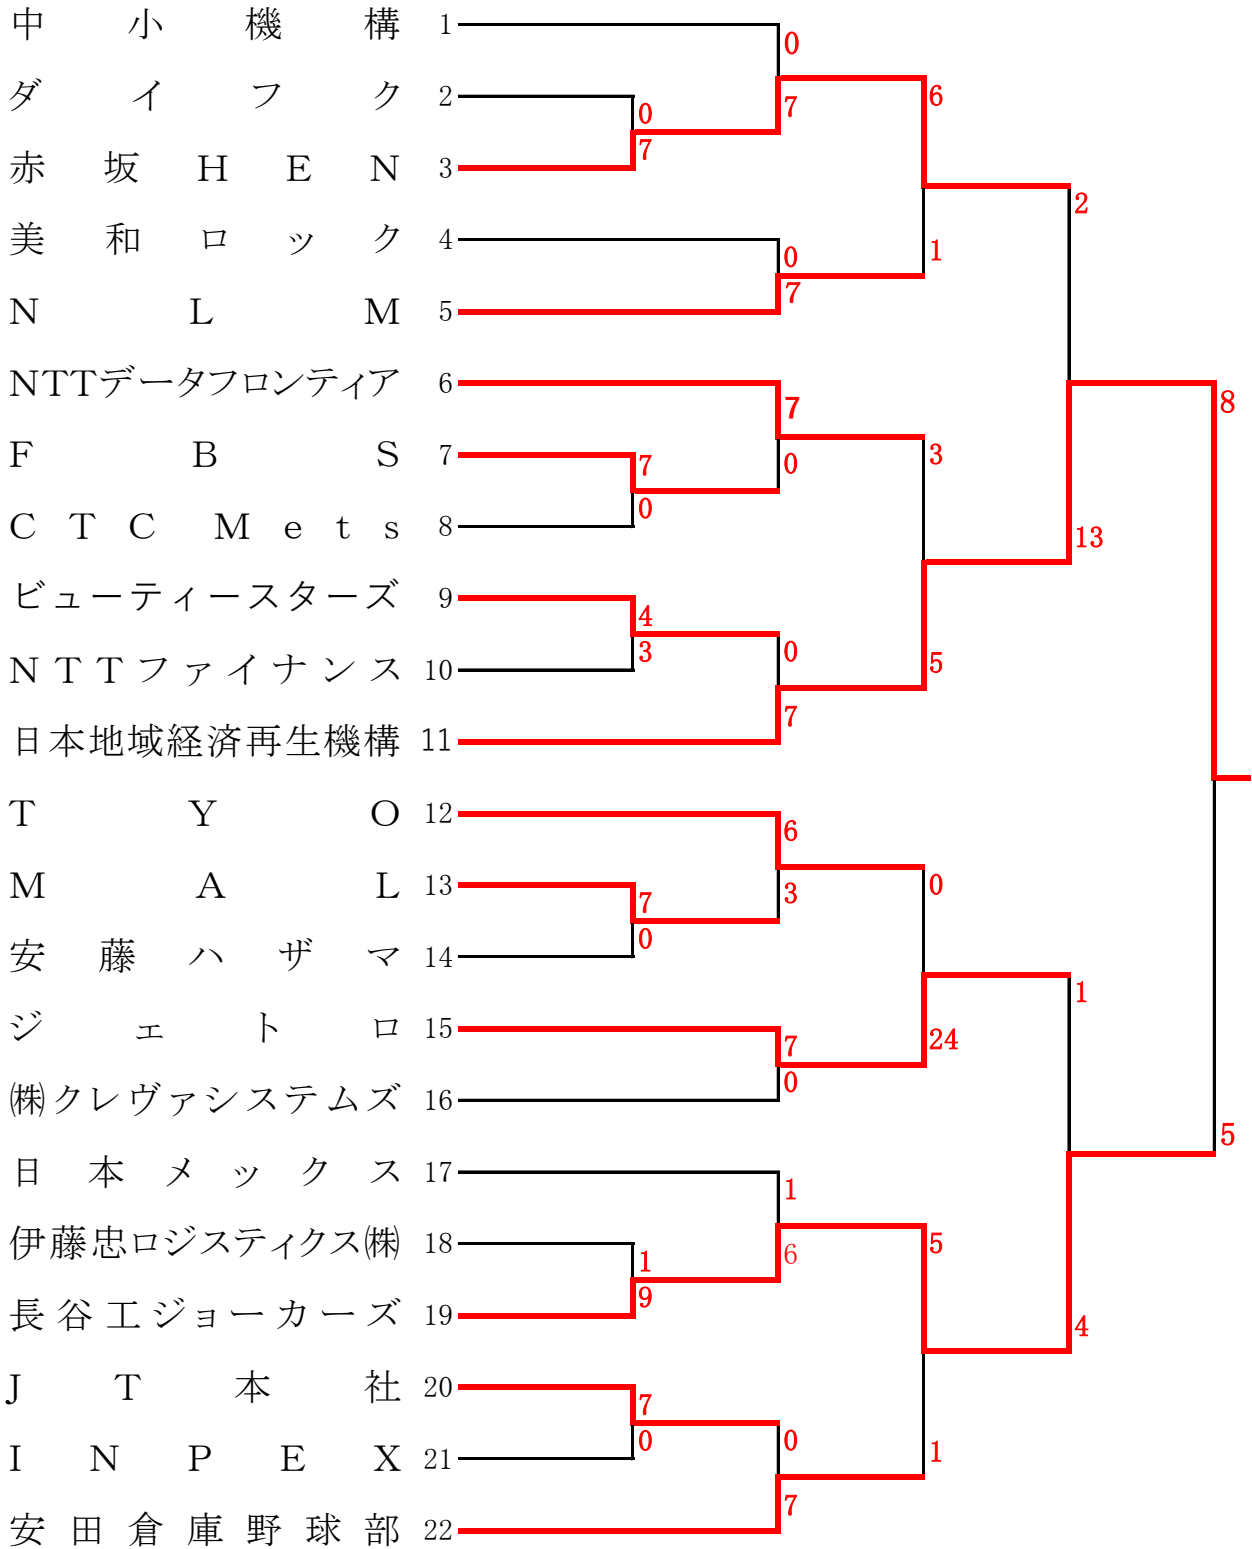 中小機構 1
0
6
ダイフク 2
0
7
7
赤坂HEN 3
2
美和ロック 4
0
1
7
NLM 5
NTTデータフロンティア 6
7
8
FBS 7
7
0
3
0
CTC Mets 8
13
ビューティースターズ 9
4
3
0
5
NTTファイナンス 10
7
日本地域経済再生機構 11
TYO 12
6
0
MAL 13
7
3
0
安藤ハザマ 14
1
ジェトロ 15
7
24
0
㈱クレヴァシステムズ 16
5
日本メックス 17
1
伊藤忠ロジスティクス㈱ 18
1
6
5
9
長谷工ジョーカーズ 19
4
JT本社 20
7
0
0
1
INPEX 21
7
安田倉庫野球部 22